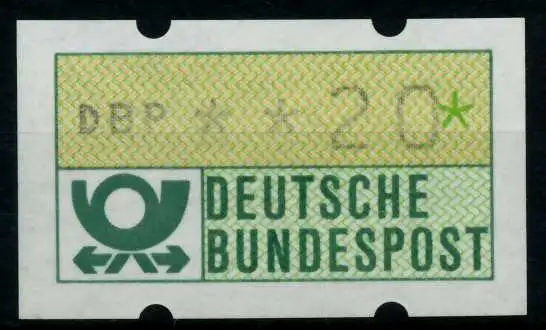 DBP * * 20*
DEUTSCHE
BUNDESPOST